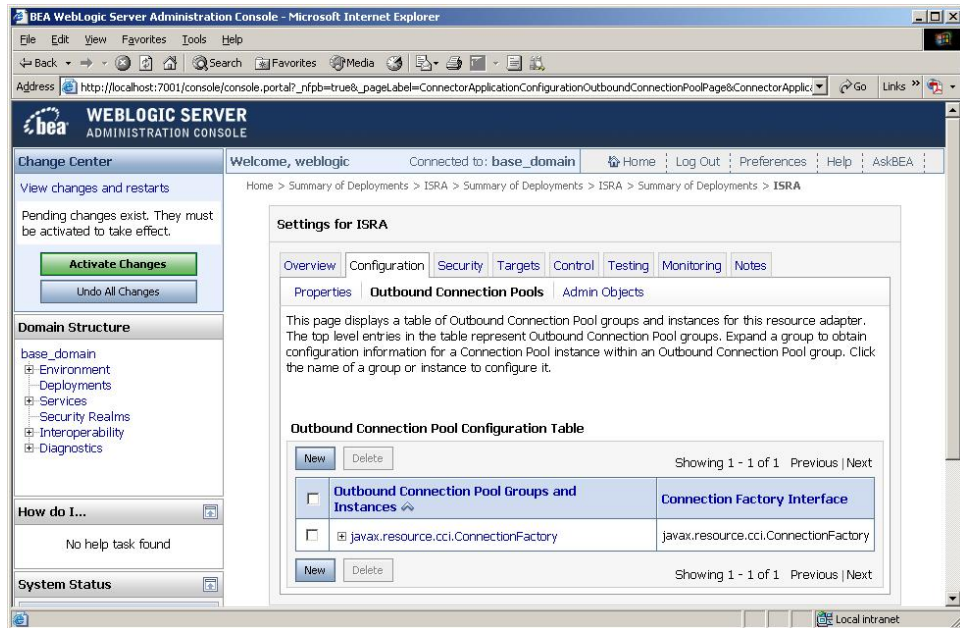 BEA WebLogic Server Administration Console - Microsoft Internet Explorer
File Edit View Favorites Tools Help
Back Search Favorites Media
Address http://localhost:7001/console/console.portal?_nfpb=true&_pageLabel=ConnectorApplicationConfigurationOutboundConnectionPoolPage&ConnectorApplic Go Links »
bea WEBLOGIC SERVER
ADMINISTRATION CONSOLE
Change Center
View changes and restarts
Pending changes exist. They must
be activated to take effect.
Activate Changes
Undo All Changes
Domain Structure
base_domain
Environment
Deployments
Services
Security Realms
Interoperability
Diagnostics
How do I...
No help task found
System Status
Welcome, weblogic Connected to: base_domain Home Log Out Preferences Help AskBEA
Home > Summary of Deployments > ISRA > Summary of Deployments > ISRA > Summary of Deployments > ISRA
Settings for ISRA
Overview Configuration Security Targets Control Testing Monitoring Notes
Properties Outbound Connection Pools Admin Objects
This page displays a table of Outbound Connection Pool groups and instances for this resource adapter.
The top level entries in the table represent Outbound Connection Pool groups. Expand a group to obtain
configuration information for a Connection Pool instance within an Outbound Connection Pool group. Click
the name of a group or instance to configure it.
Outbound Connection Pool Configuration Table
New Delete Showing 1 - 1 of 1 Previous | Next
Outbound Connection Pool Groups and
Instances
Connection Factory Interface
javax.resource.cci.ConnectionFactory javax.resource.cci.ConnectionFactory
New Delete Showing 1 - 1 of 1 Previous | Next
Local intranet